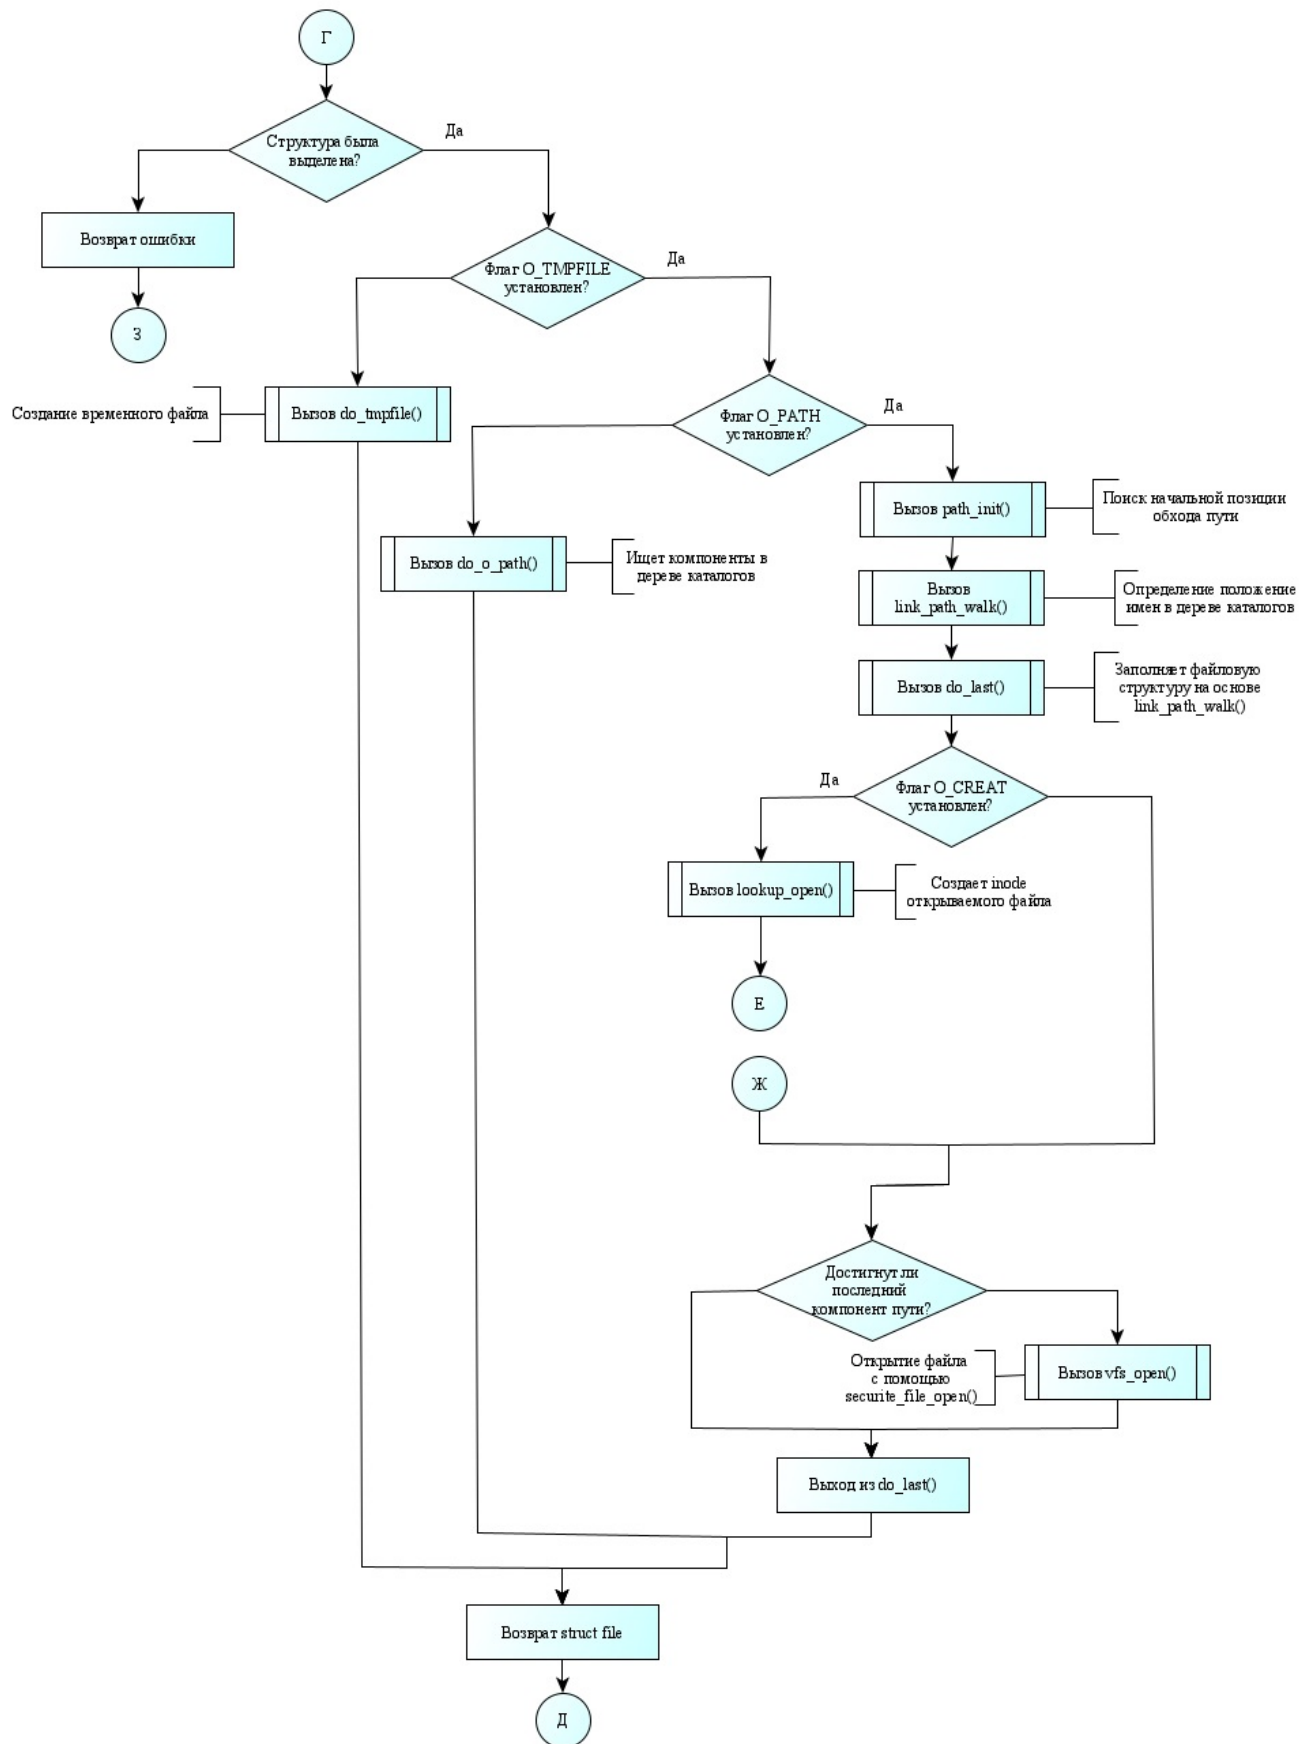 Г
Структура была
выделена?
Да
Возврат ошибки
З
Флаг O_TMPFILE
установлен?
Да
Создание временного файла
Вызов do_tmpfile()
Флаг O_PATH
установлен?
Да
Вызов path_init()
Поиск начальной позиции
обхода пути
Вызов do_o_path()
Ищет компоненты в
дереве каталогов
Вызов
link_path_walk()
Определение положение
имен в дереве каталогов
Вызов do_last()
Заполняет файловую
структуру на основе
link_path_walk()
Да
Флаг O_CREAT
установлен?
Вызов lookup_open()
Создает inode
открываемого файла
Е
Ж
Достигнут ли
последний
компонент пути?
Открытие файла
с помощью
securite_file_open()
Вызов vfs_open()
Выход из do_last()
Возврат struct file
Д